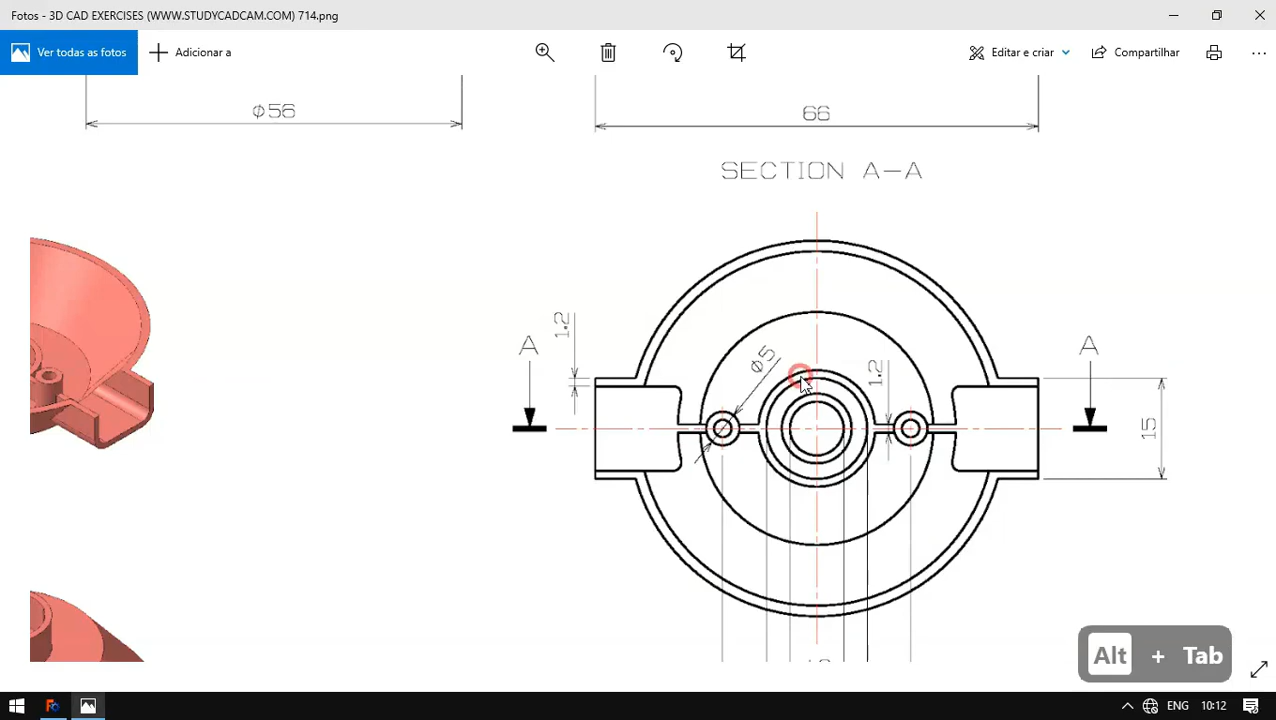 Fotos - 3D CAD EXERCISES (WWW.STUDYCADCAM.COM) 714.png
Ver todas as fotos
Adicionar a
Editar e criar
Compartilhar
ϕ56
66
SECTION A-A
1.2
A
ϕ5
1.2
A
15
Alt + Tab
ENG 10:12